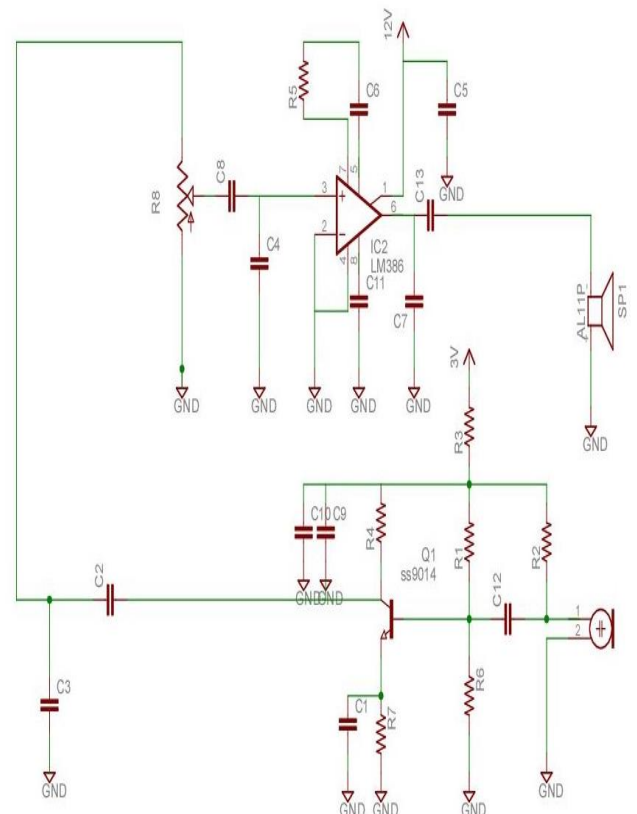 12V
C6
R5
C5
7
5
GND
C8
R8
3
+
1
C13
6
2
-
C4
IC2
LM386
4
8
C11
C7
AL11P
SP1
GND
GND
GND
GND
GND
GND
3V
R3
C10
C9
R4
Q1
ss9014
R1
R2
C2
C12
1
2
GND
GND
C3
C1
R7
R6
GND
GND
GND
GND
GND